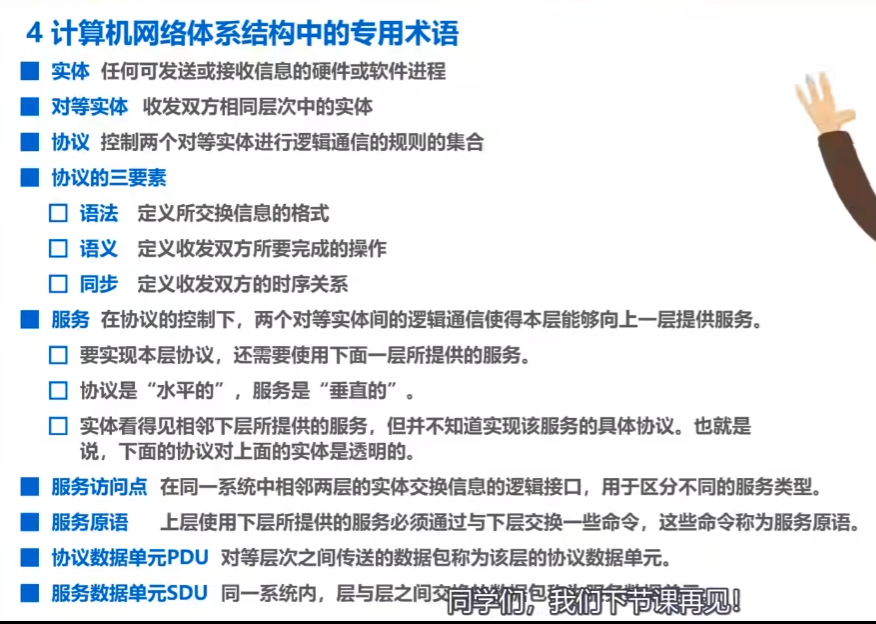 4 计算机网络体系结构中的专用术语
实体 任何可发送或接收信息的硬件或软件进程
对等实体 收发双方相同层次中的实体
协议 控制两个对等实体进行逻辑通信的规则的集合
协议的三要素
语法 定义所交换信息的格式
语义 定义收发双方所要完成的操作
同步 定义收发双方的时序关系
服务 在协议的控制下，两个对等实体间的逻辑通信使得本层能够向上一层提供服务。
要实现本层协议，还需要使用下面一层所提供的服务。
协议是“水平的”，服务是“垂直的”。
实体看得见相邻下层所提供的服务，但并不知道实现该服务的具体协议。也就是
说，下面的协议对上面的实体是透明的。
服务访问点 在同一系统中相邻两层的实体交换信息的逻辑接口，用于区分不同的服务类型。
服务原语 上层使用下层所提供的服务必须通过与下层交换一些命令，这些命令称为服务原语。
协议数据单元PDU 对等层次之间传送的数据包称为该层的协议数据单元。
服务数据单元SDU 同一系统内，层与层之间交换的数据包称为服务数据单元
同学们，我们下节课再见！